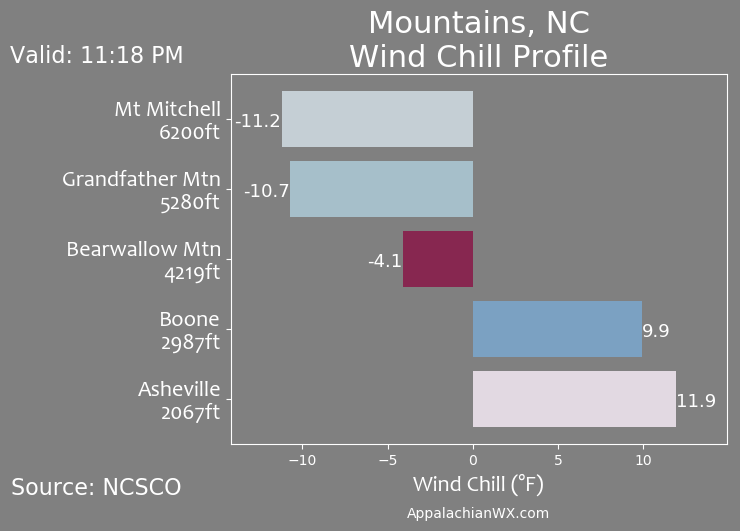 Mountains, NC
Wind Chill Profile
Valid: 11:18 PM
Mt Mitchell
6200ft
-11.2
Grandfather Mtn
5280ft
-10.7
Bearwallow Mtn
4219ft
-4.1
Boone
2987ft
9.9
Asheville
2067ft
11.9
−10 −5 0 5 10
Wind Chill (°F)
Source: NCSCO
AppalachianWX.com